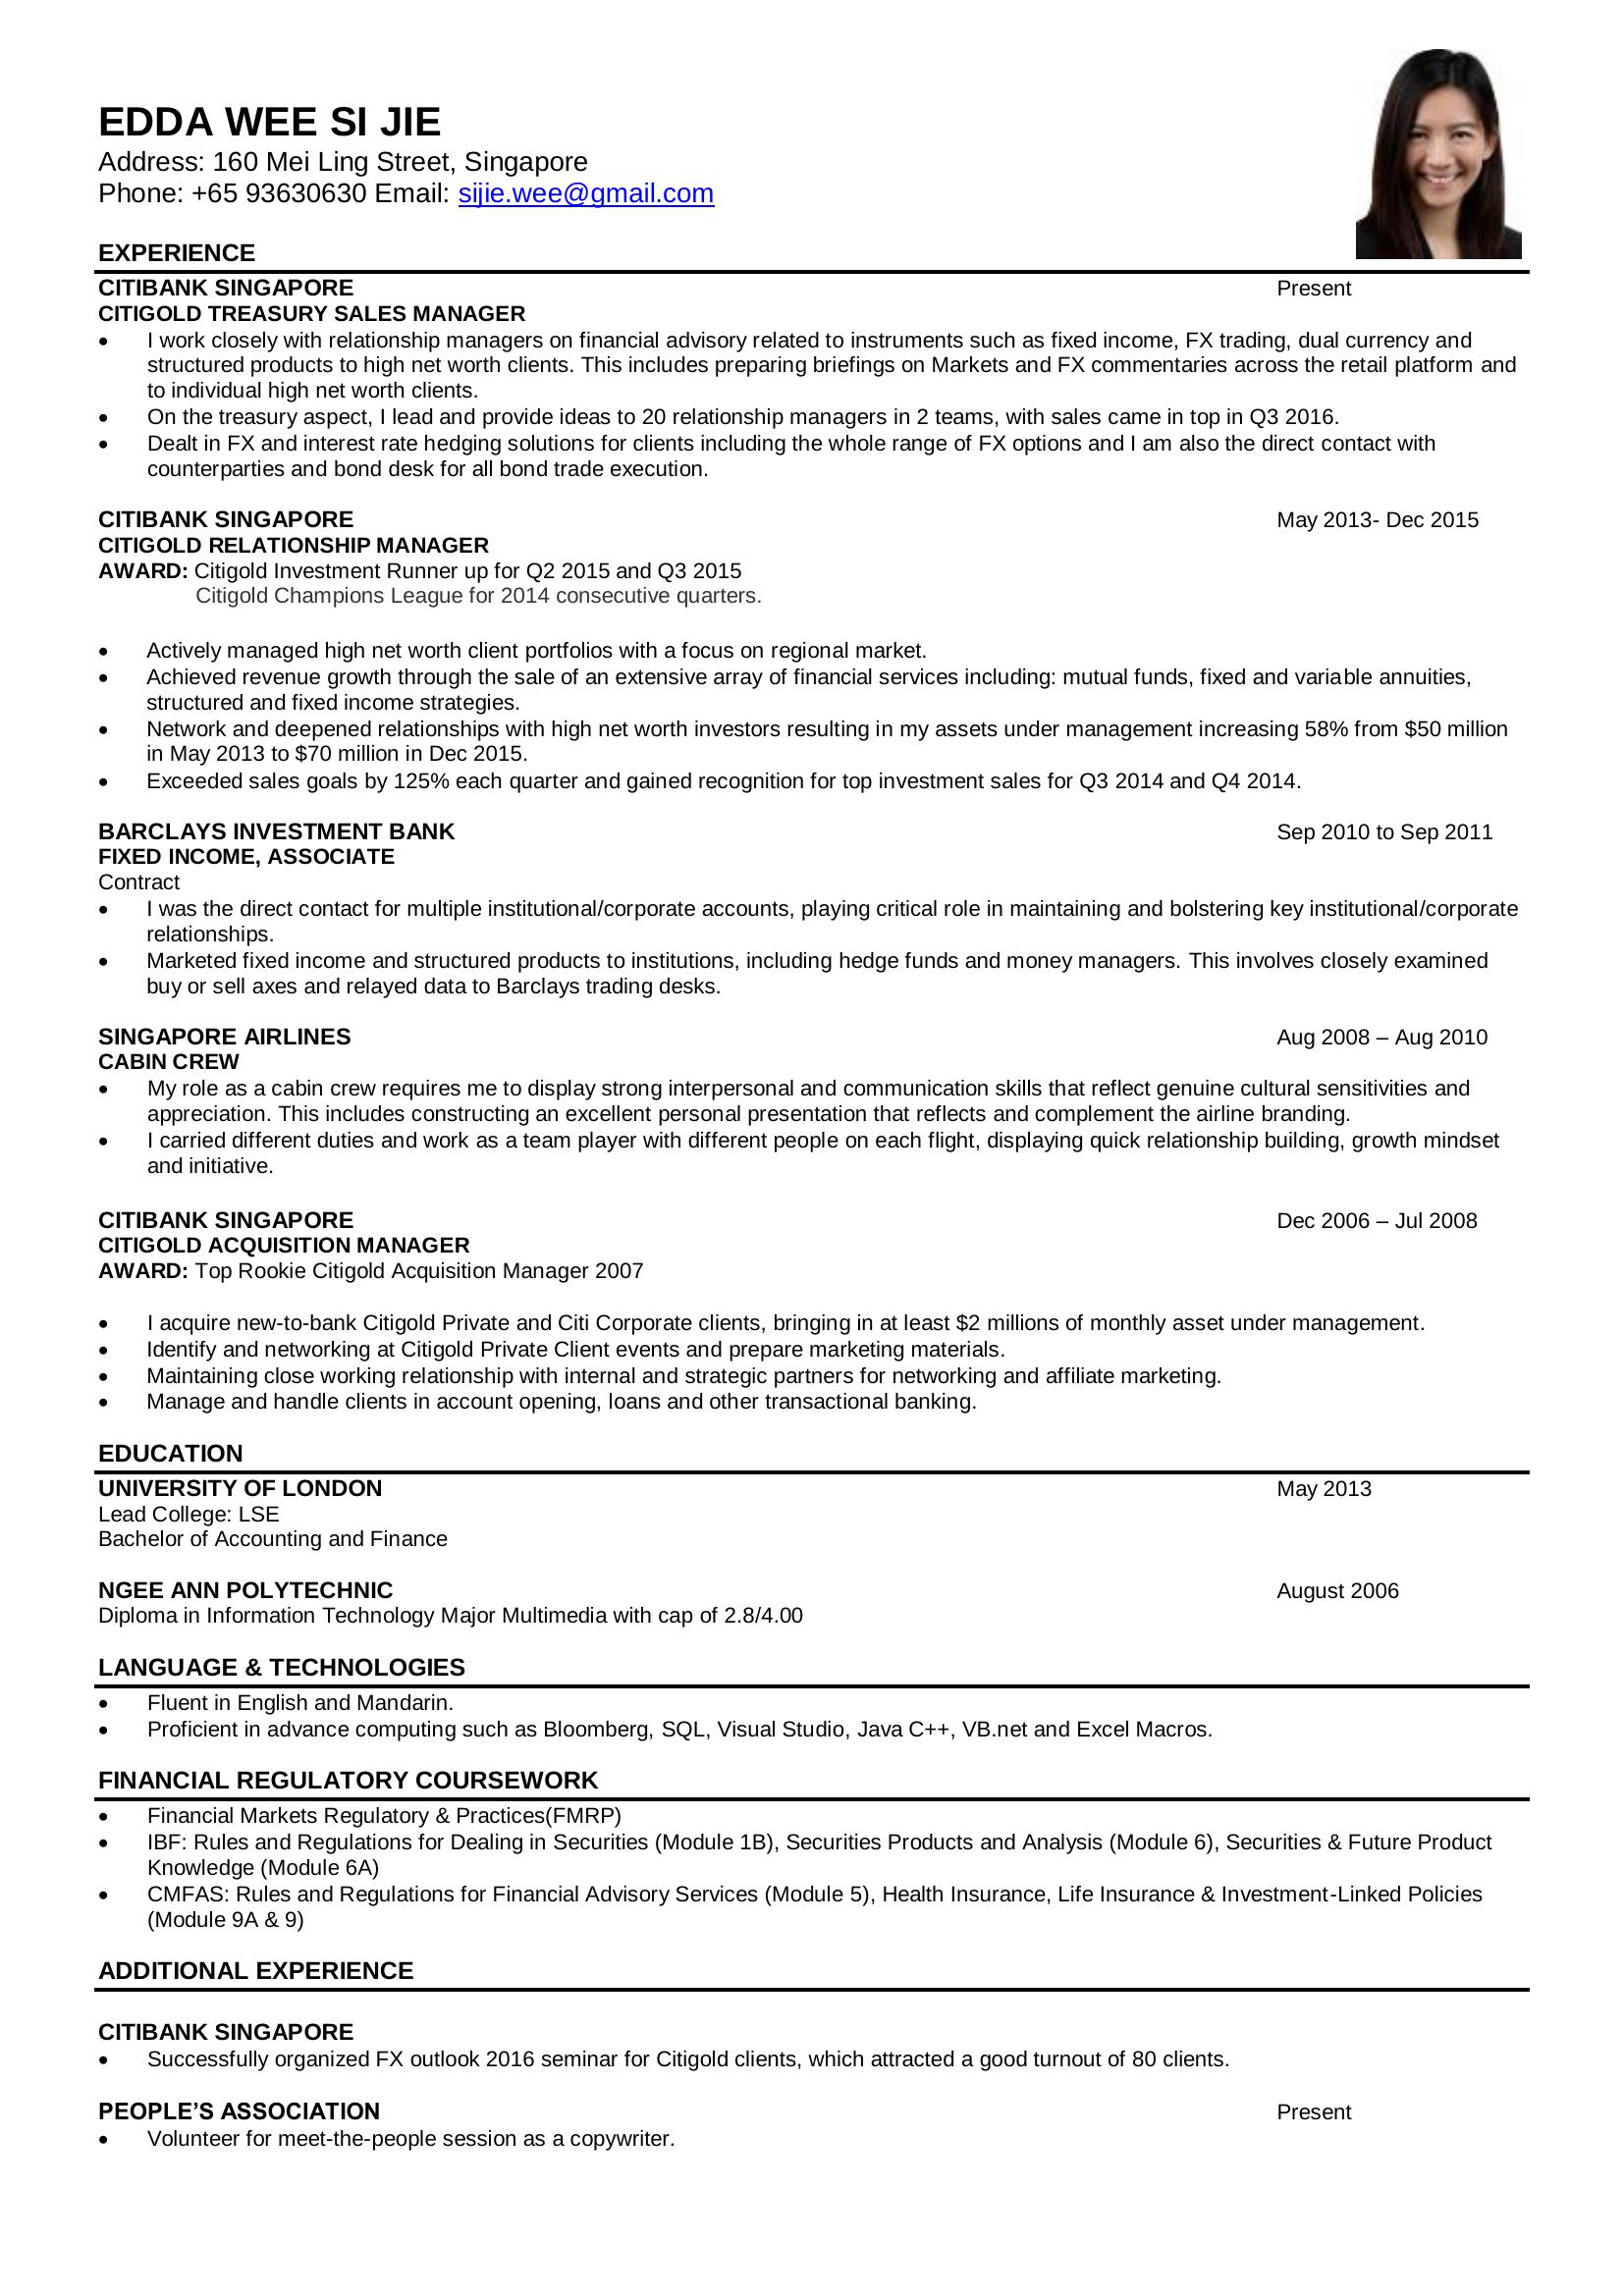 EDDA WEE SI JIE
Address: 160 Mei Ling Street, Singapore
Phone: +65 93630630 Email: sijie.wee@gmail.com
EXPERIENCE
CITIBANK SINGAPORE Present
CITIGOLD TREASURY SALES MANAGER
• I work closely with relationship managers on financial advisory related to instruments such as fixed income, FX trading, dual currency and
structured products to high net worth clients. This includes preparing briefings on Markets and FX commentaries across the retail platform and
to individual high net worth clients.
• On the treasury aspect, I lead and provide ideas to 20 relationship managers in 2 teams, with sales came in top in Q3 2016.
• Dealt in FX and interest rate hedging solutions for clients including the whole range of FX options and I am also the direct contact with
counterparties and bond desk for all bond trade execution.
CITIBANK SINGAPORE May 2013- Dec 2015
CITIGOLD RELATIONSHIP MANAGER
AWARD: Citigold Investment Runner up for Q2 2015 and Q3 2015
Citigold Champions League for 2014 consecutive quarters.
• Actively managed high net worth client portfolios with a focus on regional market.
• Achieved revenue growth through the sale of an extensive array of financial services including: mutual funds, fixed and variable annuities,
structured and fixed income strategies.
• Network and deepened relationships with high net worth investors resulting in my assets under management increasing 58% from $50 million
in May 2013 to $70 million in Dec 2015.
• Exceeded sales goals by 125% each quarter and gained recognition for top investment sales for Q3 2014 and Q4 2014.
BARCLAYS INVESTMENT BANK Sep 2010 to Sep 2011
FIXED INCOME, ASSOCIATE
Contract
• I was the direct contact for multiple institutional/corporate accounts, playing critical role in maintaining and bolstering key institutional/corporate
relationships.
• Marketed fixed income and structured products to institutions, including hedge funds and money managers. This involves closely examined
buy or sell axes and relayed data to Barclays trading desks.
SINGAPORE AIRLINES Aug 2008 – Aug 2010
CABIN CREW
• My role as a cabin crew requires me to display strong interpersonal and communication skills that reflect genuine cultural sensitivities and
appreciation. This includes constructing an excellent personal presentation that reflects and complement the airline branding.
• I carried different duties and work as a team player with different people on each flight, displaying quick relationship building, growth mindset
and initiative.
CITIBANK SINGAPORE Dec 2006 – Jul 2008
CITIGOLD ACQUISITION MANAGER
AWARD: Top Rookie Citigold Acquisition Manager 2007
• I acquire new-to-bank Citigold Private and Citi Corporate clients, bringing in at least $2 millions of monthly asset under management.
• Identify and networking at Citigold Private Client events and prepare marketing materials.
• Maintaining close working relationship with internal and strategic partners for networking and affiliate marketing.
• Manage and handle clients in account opening, loans and other transactional banking.
EDUCATION
UNIVERSITY OF LONDON May 2013
Lead College: LSE
Bachelor of Accounting and Finance
NGEE ANN POLYTECHNIC August 2006
Diploma in Information Technology Major Multimedia with cap of 2.8/4.00
LANGUAGE & TECHNOLOGIES
• Fluent in English and Mandarin.
• Proficient in advance computing such as Bloomberg, SQL, Visual Studio, Java C++, VB.net and Excel Macros.
FINANCIAL REGULATORY COURSEWORK
• Financial Markets Regulatory & Practices(FMRP)
• IBF: Rules and Regulations for Dealing in Securities (Module 1B), Securities Products and Analysis (Module 6), Securities & Future Product
Knowledge (Module 6A)
• CMFAS: Rules and Regulations for Financial Advisory Services (Module 5), Health Insurance, Life Insurance & Investment-Linked Policies
(Module 9A & 9)
ADDITIONAL EXPERIENCE
CITIBANK SINGAPORE
• Successfully organized FX outlook 2016 seminar for Citigold clients, which attracted a good turnout of 80 clients.
PEOPLE’S ASSOCIATION Present
• Volunteer for meet-the-people session as a copywriter.